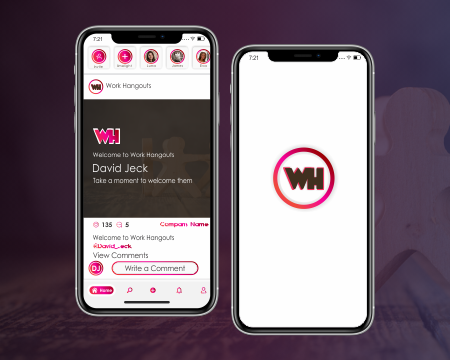 7:21
Work Hangouts
WH
Welcome to Work Hangouts
David Jeck
Take a moment to welcome them
135 5 Company Name
Welcome to Work Hangouts
@David_Jeck
View Comments
DJ Write a Comment
Home
7:21
WH